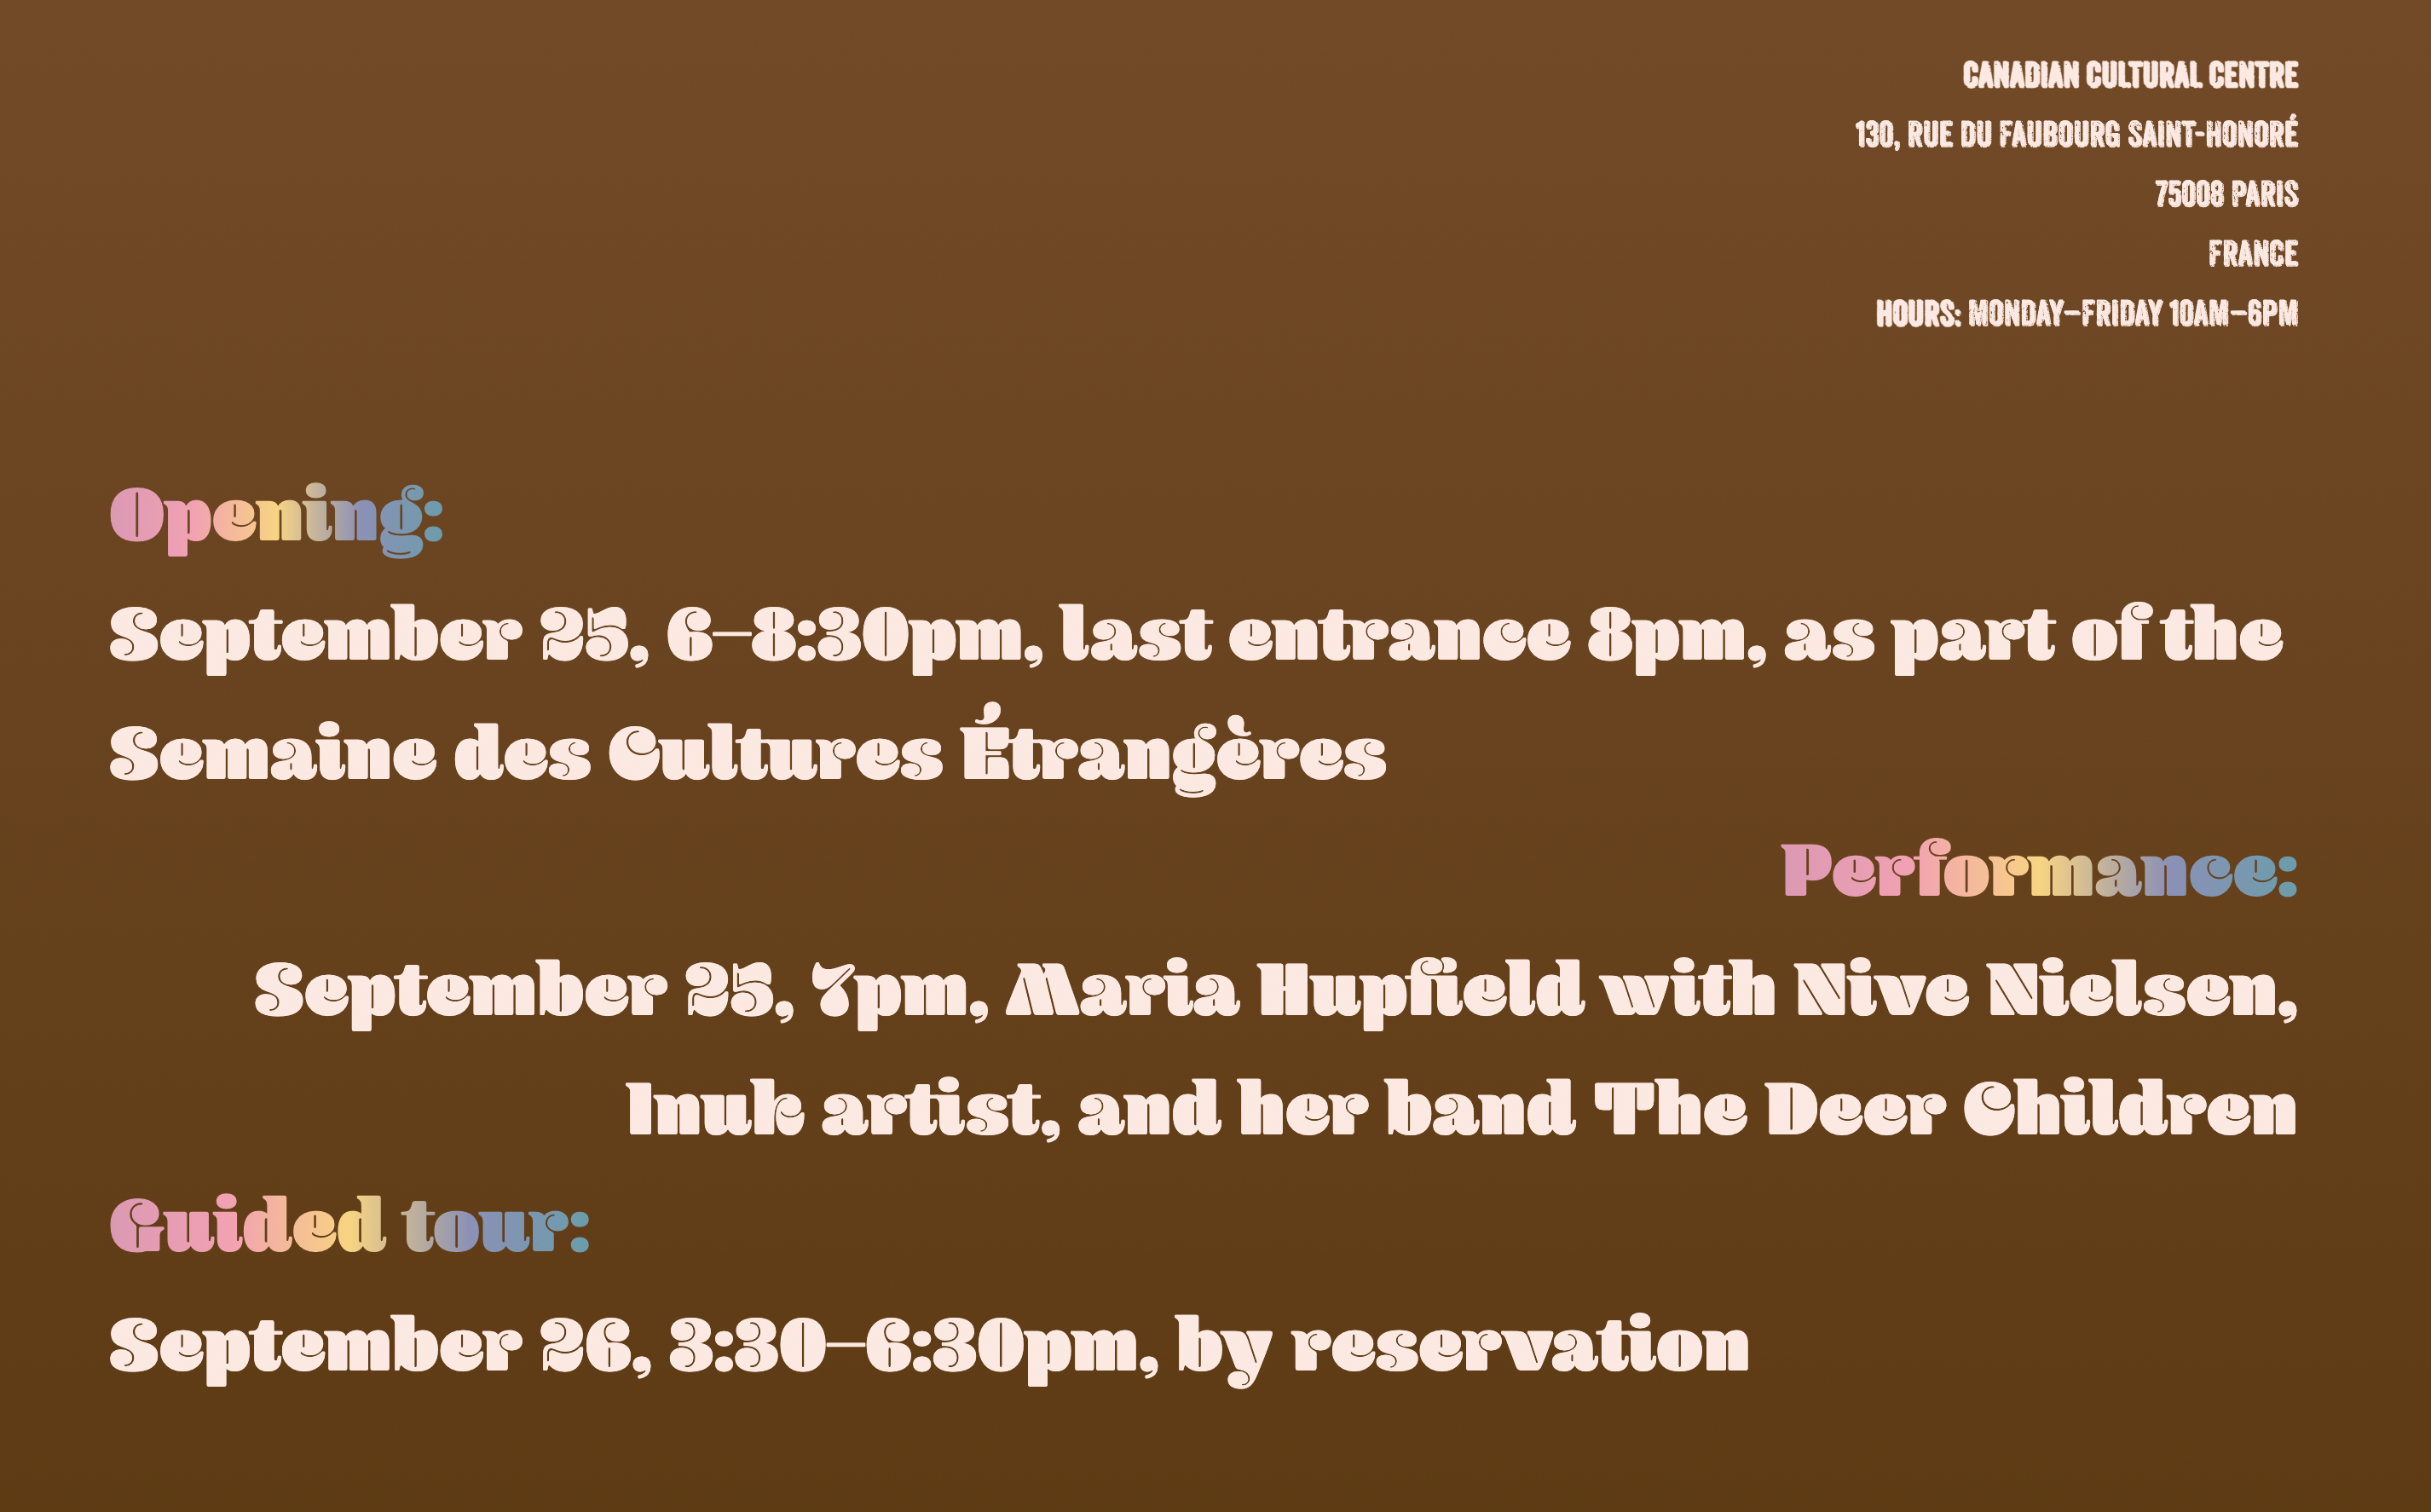 CANADIAN CULTURAL CENTRE
130, RUE DU FAUBOURG SAINT-HONORÉ
75008 PARIS
FRANCE
HOURS: MONDAY–FRIDAY 10AM–6PM
Opening:
September 25, 6–8:30pm, last entrance 8pm, as part of the
Semaine des Cultures Étrangères
Performance:
September 25, 7pm, Maria Hupfield with Nive Nielsen,
Inuk artist, and her band The Deer Children
Guided tour:
September 26, 3:30–6:30pm, by reservation